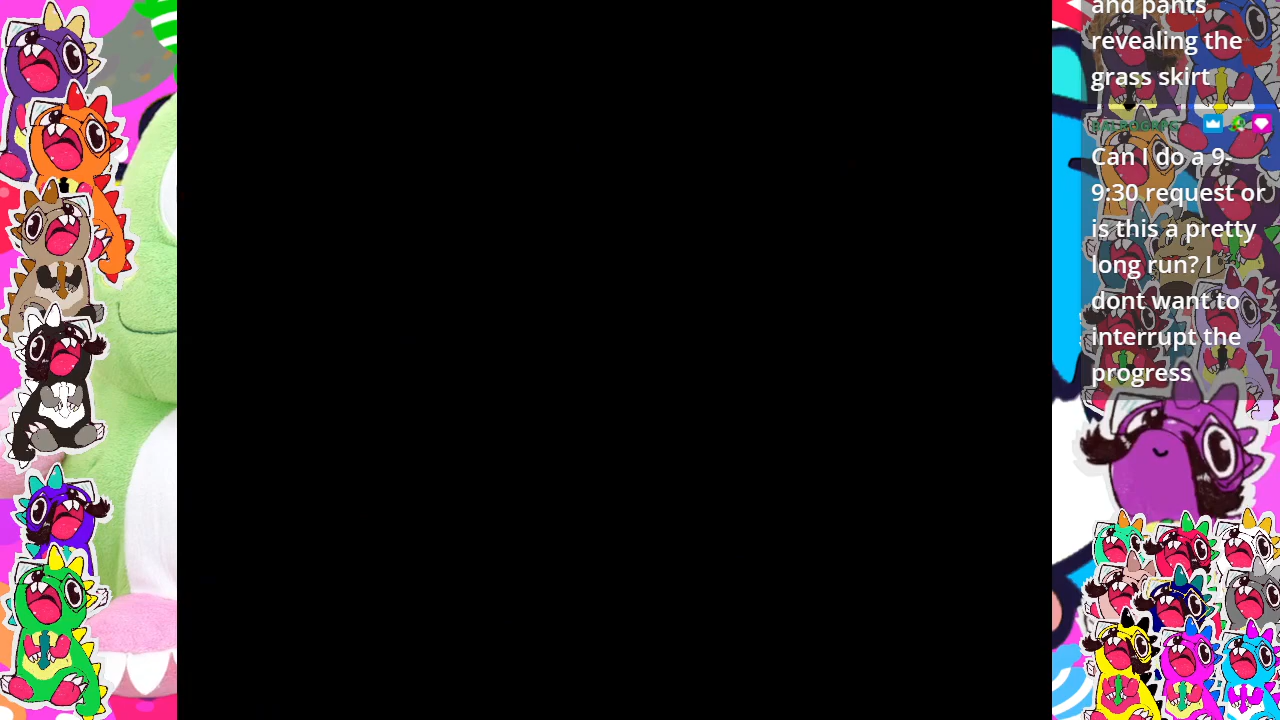 and pants
revealing the
grass skirt
Can I do a 9-
9:30 request or
is this a pretty
long run? I
dont want to
interrupt the
progress